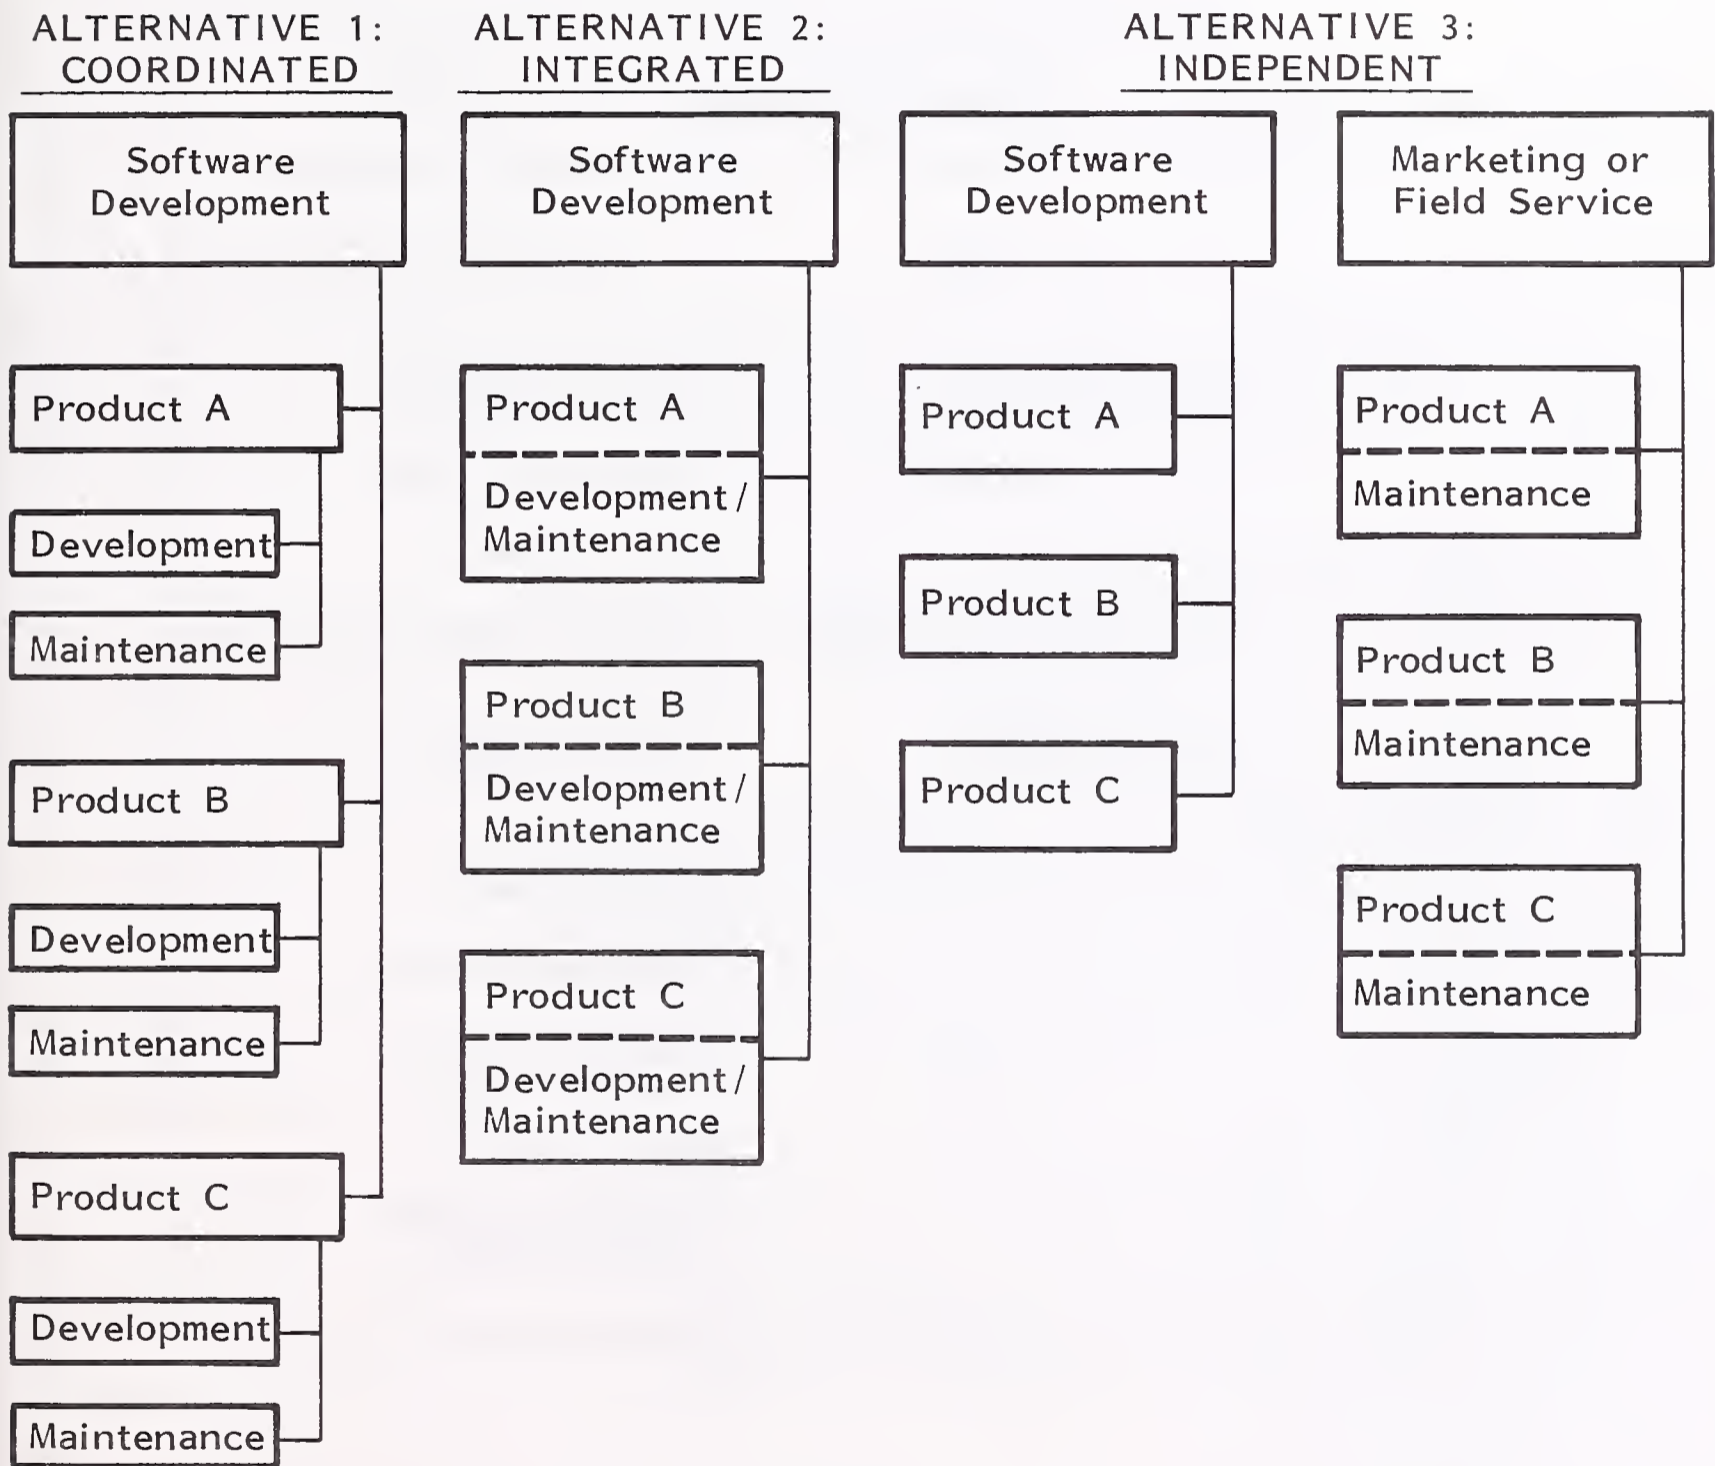 ALTERNATIVE 1:
COORDINATED
Software
Development
Product A
Development
Maintenance
Product B
Development
Maintenance
Product C
Development
Maintenance
ALTERNATIVE 2:
INTEGRATED
Software
Development
Product A
Development/
Maintenance
Product B
Development/
Maintenance
Product C
Development/
Maintenance
ALTERNATIVE 3:
INDEPENDENT
Software
Development
Product A
Product B
Product C
Marketing or
Field Service
Product A
Maintenance
Product B
Maintenance
Product C
Maintenance